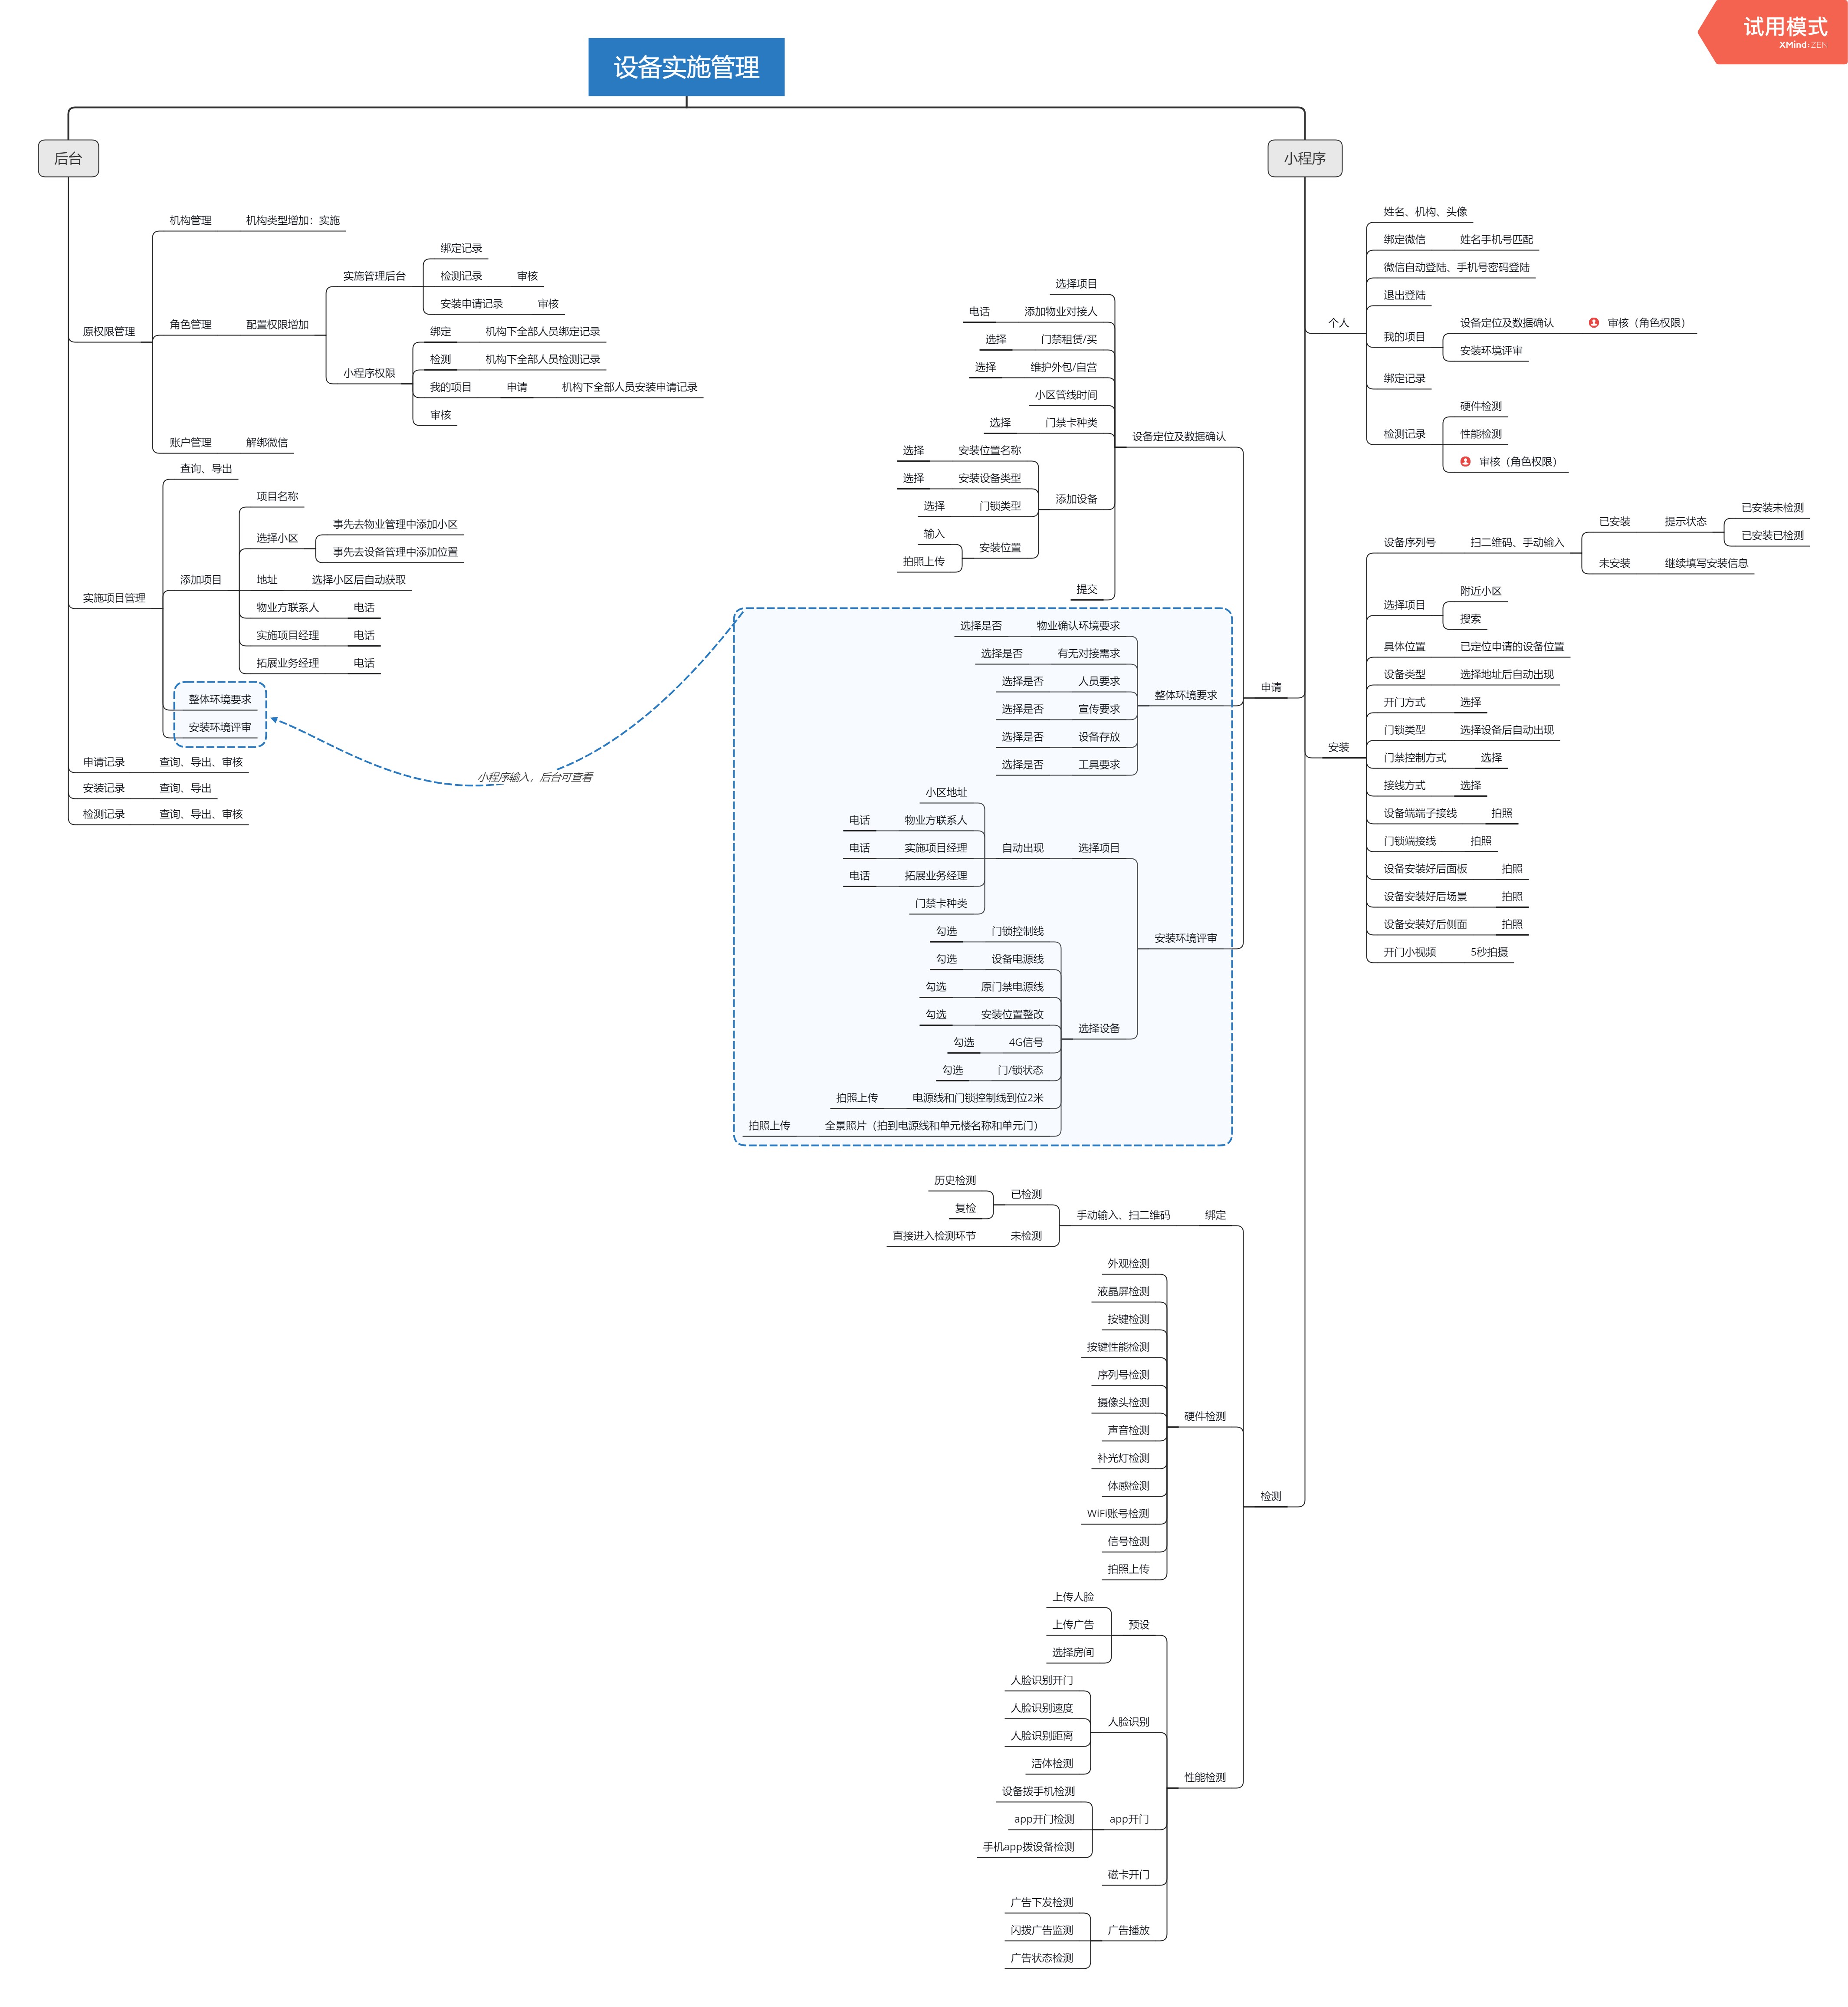 试用模式
XMind:ZEN
设备实施管理
后台
原权限管理
机构管理
机构类型增加：实施
角色管理
配置权限增加
实施管理后台
绑定记录
检测记录
审核
安装申请记录
审核
小程序权限
绑定
机构下全部人员绑定记录
检测
机构下全部人员检测记录
我的项目
申请
机构下全部人员安装申请记录
审核
账户管理
解绑微信
实施项目管理
查询、导出
添加项目
项目名称
选择小区
事先去物业管理中添加小区
事先去设备管理中添加位置
地址
选择小区后自动获取
物业方联系人
电话
实施项目经理
电话
拓展业务经理
电话
整体环境要求
安装环境评审
小程序输入，后台可查看
申请记录
查询、导出、审核
安装记录
查询、导出
检测记录
查询、导出、审核
小程序
个人
姓名、机构、头像
绑定微信
姓名手机号匹配
微信自动登陆、手机号密码登陆
退出登陆
我的项目
设备定位及数据确认
审核（角色权限）
安装环境评审
绑定记录
检测记录
硬件检测
性能检测
审核（角色权限）
申请
设备定位及数据确认
选择项目
添加物业对接人
电话
门禁租赁/买
选择
维护外包/自营
选择
小区管线时间
门禁卡种类
选择
添加设备
安装位置名称
选择
安装设备类型
选择
门锁类型
选择
安装位置
输入
拍照上传
提交
整体环境要求
物业确认环境要求
选择是否
有无对接需求
选择是否
人员要求
选择是否
宣传要求
选择是否
设备存放
选择是否
工具要求
选择是否
安装环境评审
选择项目
自动出现
小区地址
物业方联系人
电话
实施项目经理
电话
拓展业务经理
电话
门禁卡种类
选择设备
门锁控制线
勾选
设备电源线
勾选
原门禁电源线
勾选
安装位置整改
勾选
4G信号
勾选
门/锁状态
勾选
电源线和门锁控制线到位2米
拍照上传
全景照片（拍到电源线和单元楼名称和单元门）
拍照上传
安装
设备序列号
扫二维码、手动输入
已安装
提示状态
已安装未检测
已安装已检测
未安装
继续填写安装信息
选择项目
附近小区
搜索
具体位置
已定位申请的设备位置
设备类型
选择地址后自动出现
开门方式
选择
门锁类型
选择设备后自动出现
门禁控制方式
选择
接线方式
选择
设备端端子接线
拍照
门锁端接线
拍照
设备安装好后面板
拍照
设备安装好后场景
拍照
设备安装好后侧面
拍照
开门小视频
5秒拍摄
检测
绑定
手动输入、扫二维码
已检测
历史检测
复检
未检测
直接进入检测环节
硬件检测
外观检测
液晶屏检测
按键检测
按键性能检测
序列号检测
摄像头检测
声音检测
补光灯检测
体感检测
WiFi账号检测
信号检测
拍照上传
性能检测
预设
上传人脸
上传广告
选择房间
人脸识别
人脸识别开门
人脸识别速度
人脸识别距离
活体检测
app开门
设备拨手机检测
app开门检测
手机app拨设备检测
磁卡开门
广告播放
广告下发检测
闪拨广告监测
广告状态检测